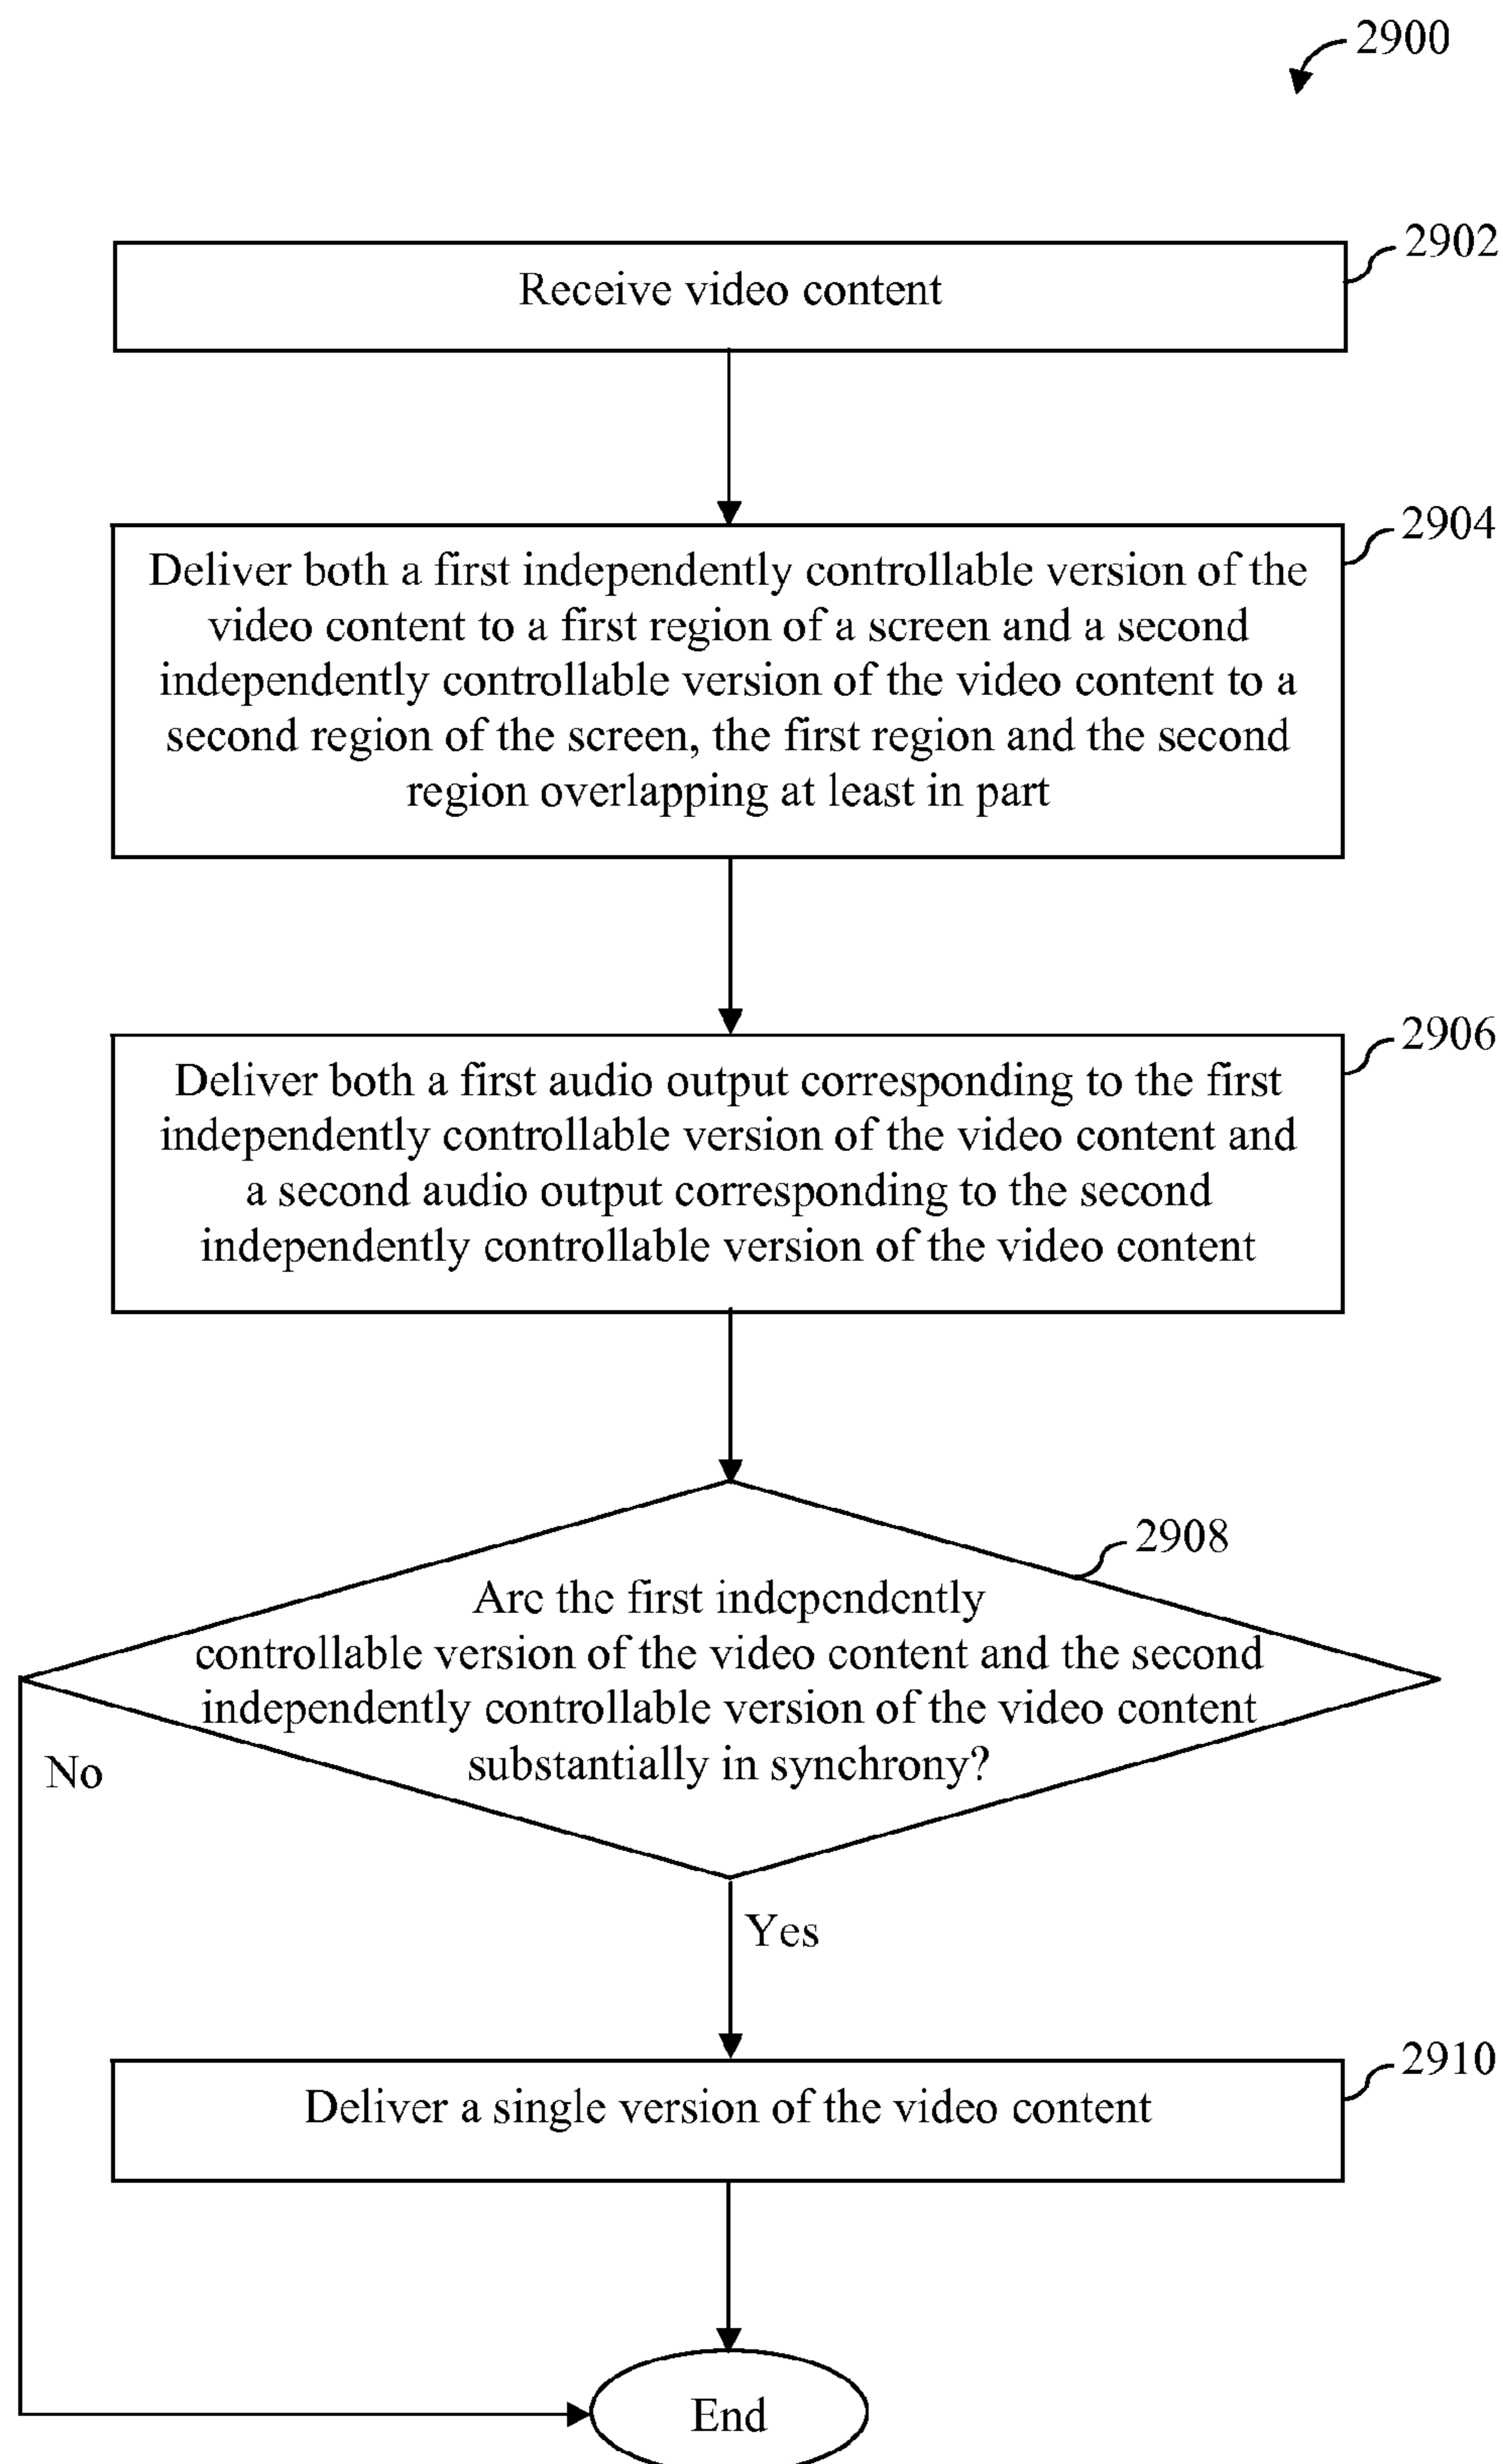 2900
2902
Receive video content
2904
Deliver both a first independently controllable version of the
video content to a first region of a screen and a second
independently controllable version of the video content to a
second region of the screen, the first region and the second
region overlapping at least in part
2906
Deliver both a first audio output corresponding to the first
independently controllable version of the video content and
a second audio output corresponding to the second
independently controllable version of the video content
2908
Are the first independently
controllable version of the video content and the second
independently controllable version of the video content
substantially in synchrony?
No
Yes
2910
Deliver a single version of the video content
End